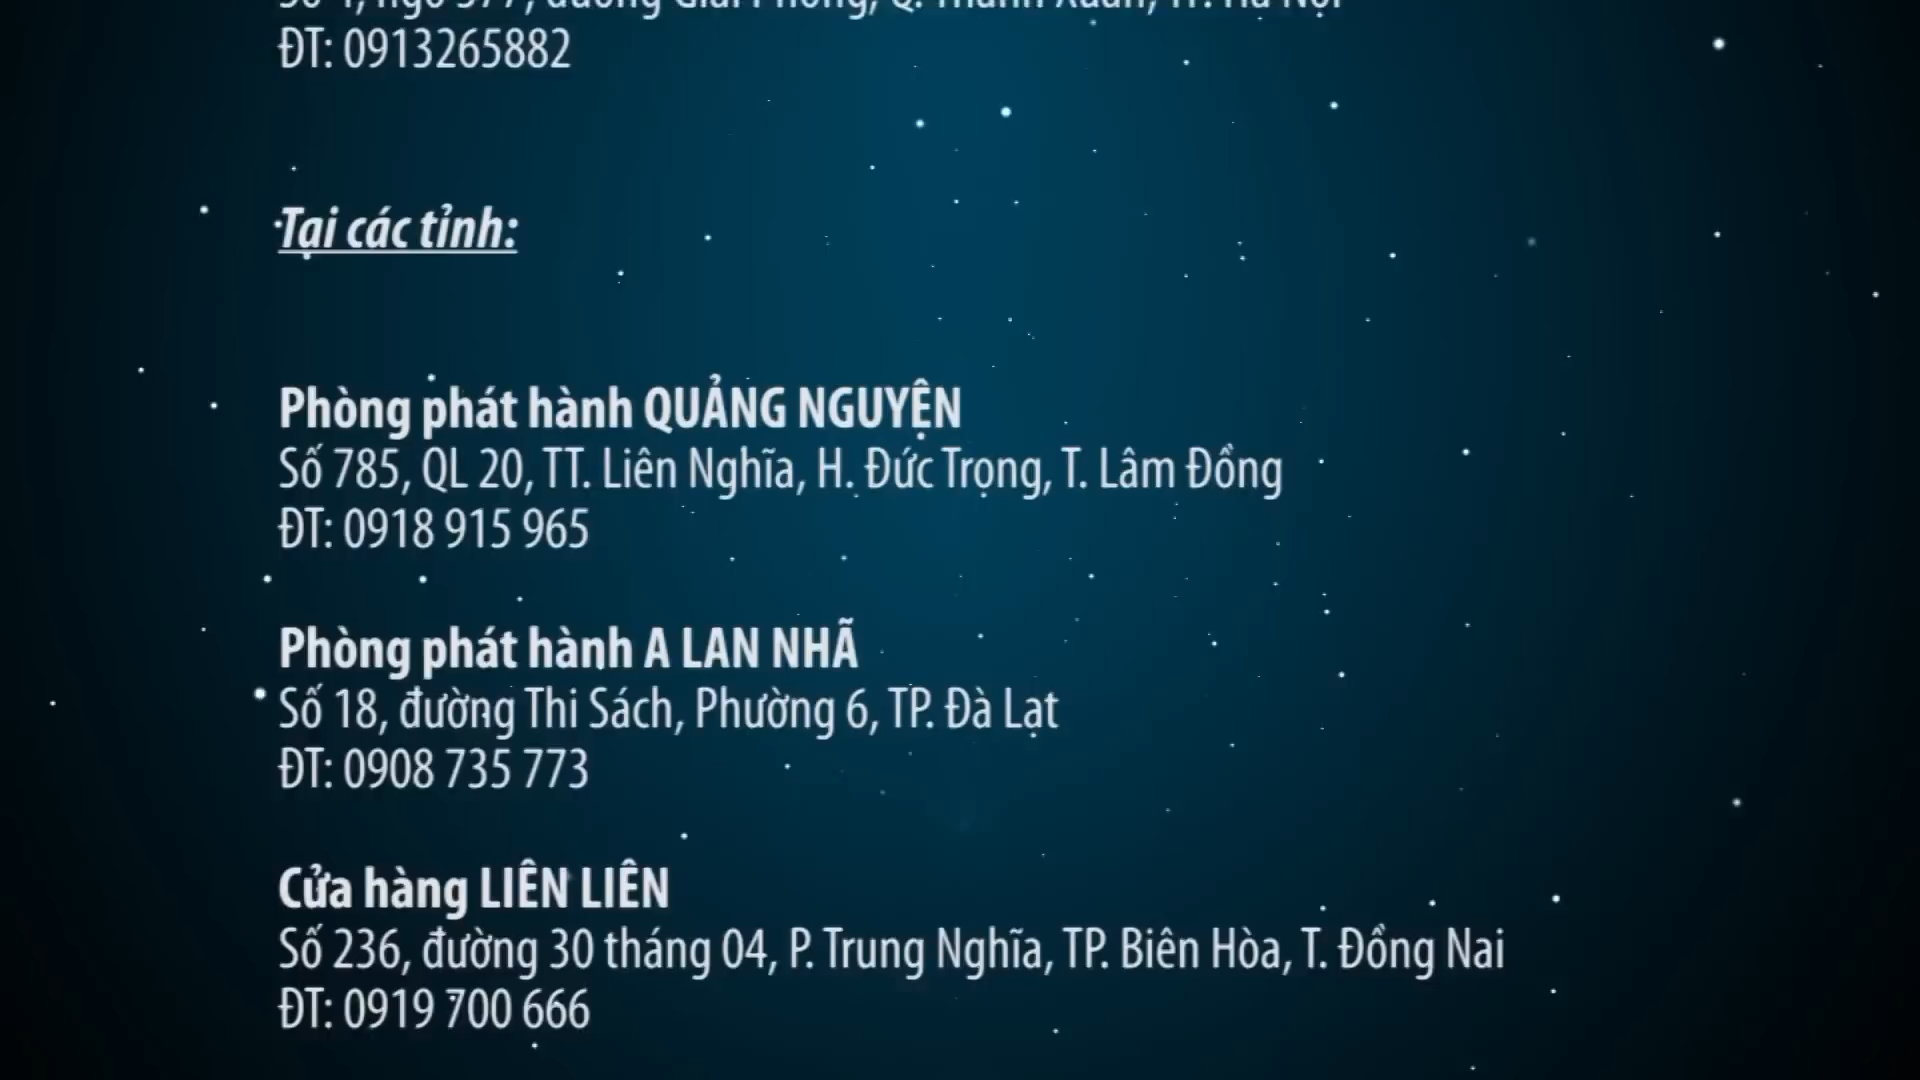 ĐT: 0913265882
Tại các tỉnh:
Phòng phát hành QUẢNG NGUYỆN
Số 785, QL 20, TT. Liên Nghĩa, H. Đức Trọng, T. Lâm Đồng
ĐT: 0918 915 965
Phòng phát hành A LAN NHÃ
Số 18, đường Thi Sách, Phường 6, TP. Đà Lạt
ĐT: 0908 735 773
Cửa hàng LIÊN LIÊN
Số 236, đường 30 tháng 04, P. Trung Nghĩa, TP. Biên Hòa, T. Đồng Nai
ĐT: 0919 700 666